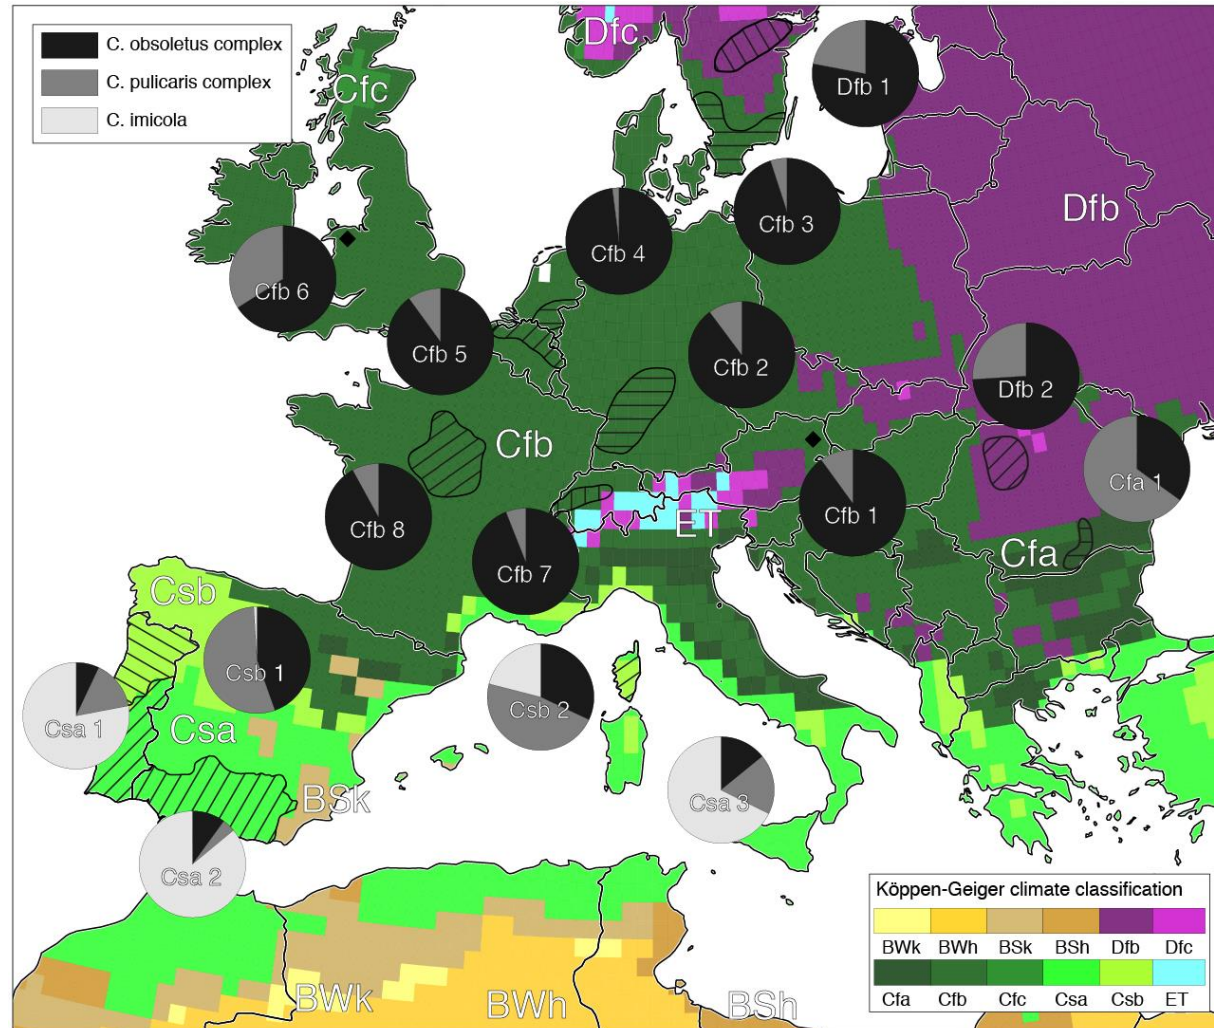 C. obsoletus complex
C. pulicaris complex
C. imicola
Dfc
Cfc
Dfb 1
Dfb
Cfb 3
Cfb 4
Cfb 6
Cfb 5
Cfb 2
Dfb 2
Cfb
Cfa 1
Cfb 8
Cfb 1
ET
Cfb 7
Cfa
Csb
Csb 1
Csb 2
Csa 1
Csa
Csa 3
BSk
Csa 2
BWk
BWh
BSh
Köppen-Geiger climate classification
BWk BWh BSk BSh Dfb Dfc
Cfa Cfb Cfc Csa Csb ET